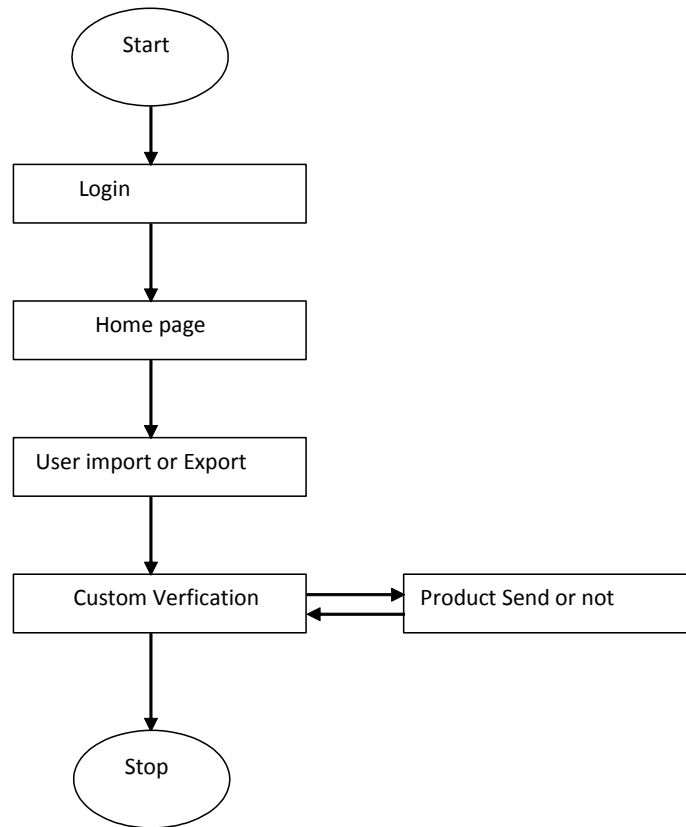 Start
Login
Home page
User import or Export
Custom Verfication
Product Send or not
Stop